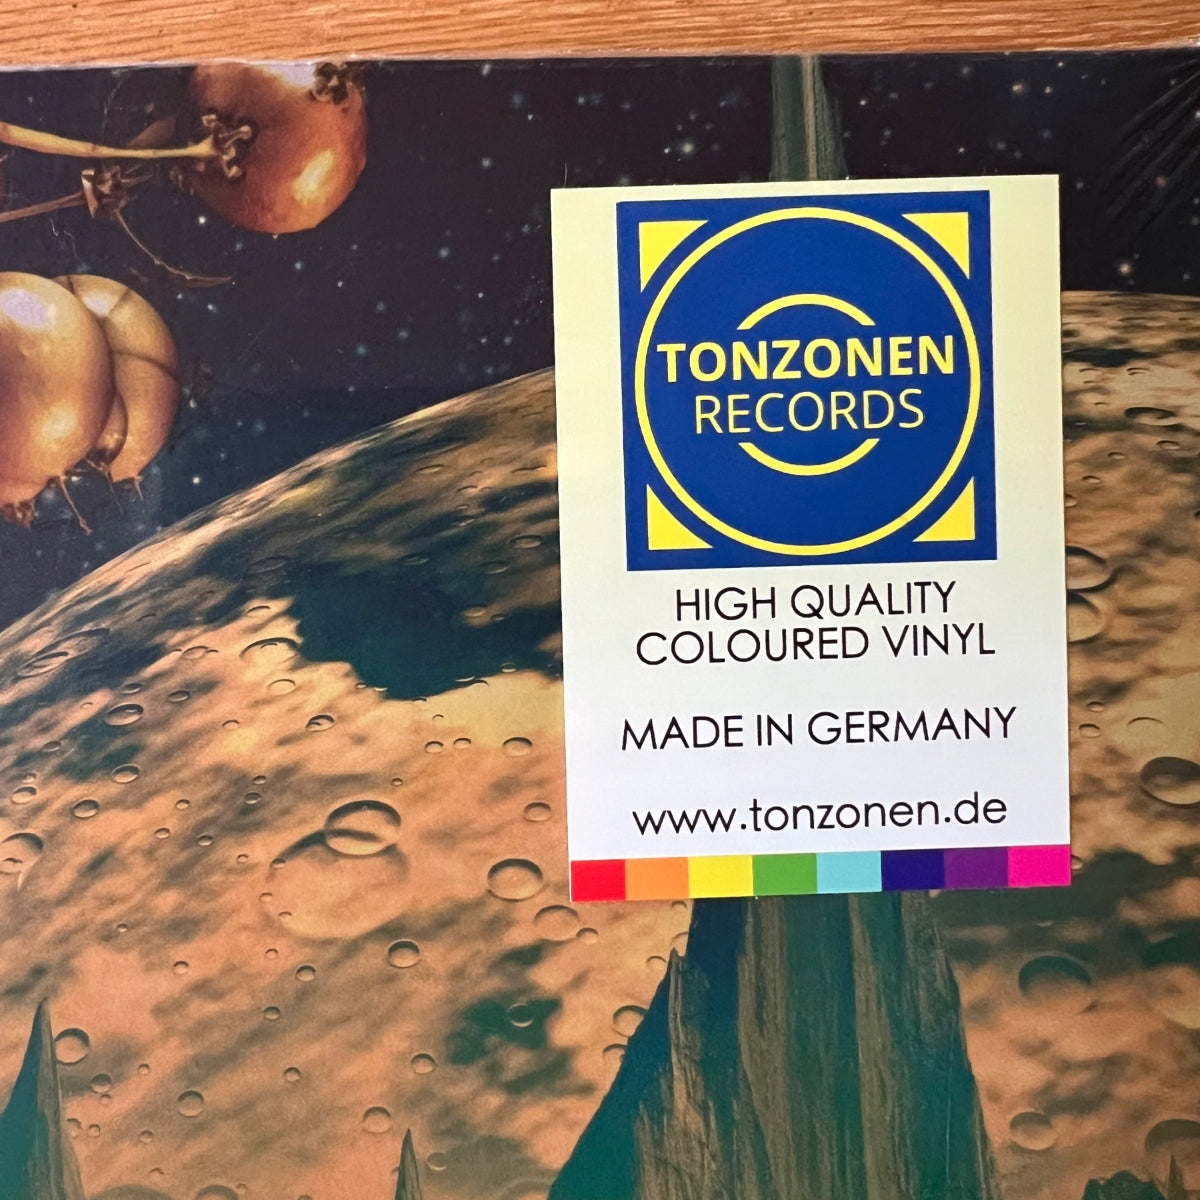 TONZONEN
RECORDS
HIGH QUALITY
COLOURED VINYL
MADE IN GERMANY
www.tonzonen.de